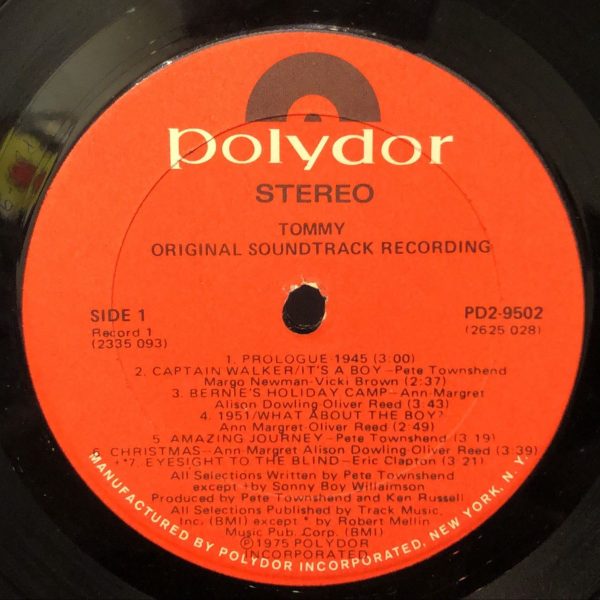 polydor
STEREO
TOMMY
ORIGINAL SOUNDTRACK RECORDING
SIDE 1
Record 1
(2335 093)
PD2-9502
(2625 028)
1. PROLOGUE-1945 (3:00)
2. CAPTAIN WALKER/IT'S A BOY-Pete Townshend
Margo Newman-Vicki Brown (2:37)
3. BERNIE'S HOLIDAY CAMP-Ann-Margret
Alison Dowling-Oliver Reed (3:43)
4. 1951/WHAT ABOUT THE BOY?
Ann Margret-Oliver Reed (2:49)
5. AMAZING JOURNEY-Pete Townshend (3:19)
CHRISTMAS-Ann-Margret Alison Dowling-Oliver Reed (3:39)
+*7. EYESIGHT TO THE BLIND-Eric Clapton (3:21)
All Selections Written by Pete Townshend
except +by Sonny Boy Willaimson
Produced by Pete Townshend and Ken Russell
All Selections Published by Track Music,
Inc. (BMI) except * by Robert Mellin
Music Pub. Corp. (BMI)
℗1975 POLYDOR
INCORPORATED
MANUFACTURED BY POLYDOR INCORPORATED, NEW YORK, N.Y.